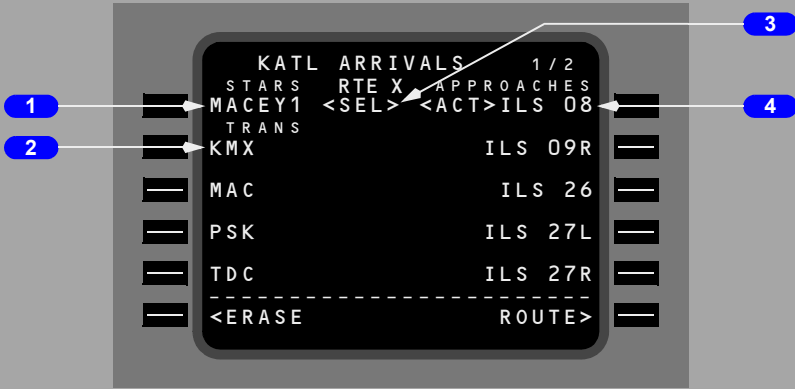 KATL ARRIVALS 1/2
STARS RTE X APPROACHES
MACEY1 <SEL> <ACT>ILS 08
TRANS
KMX ILS 09R
MAC ILS 26
PSK ILS 27L
TDC ILS 27R
------------------------
<ERASE ROUTE>
1
2
3
4